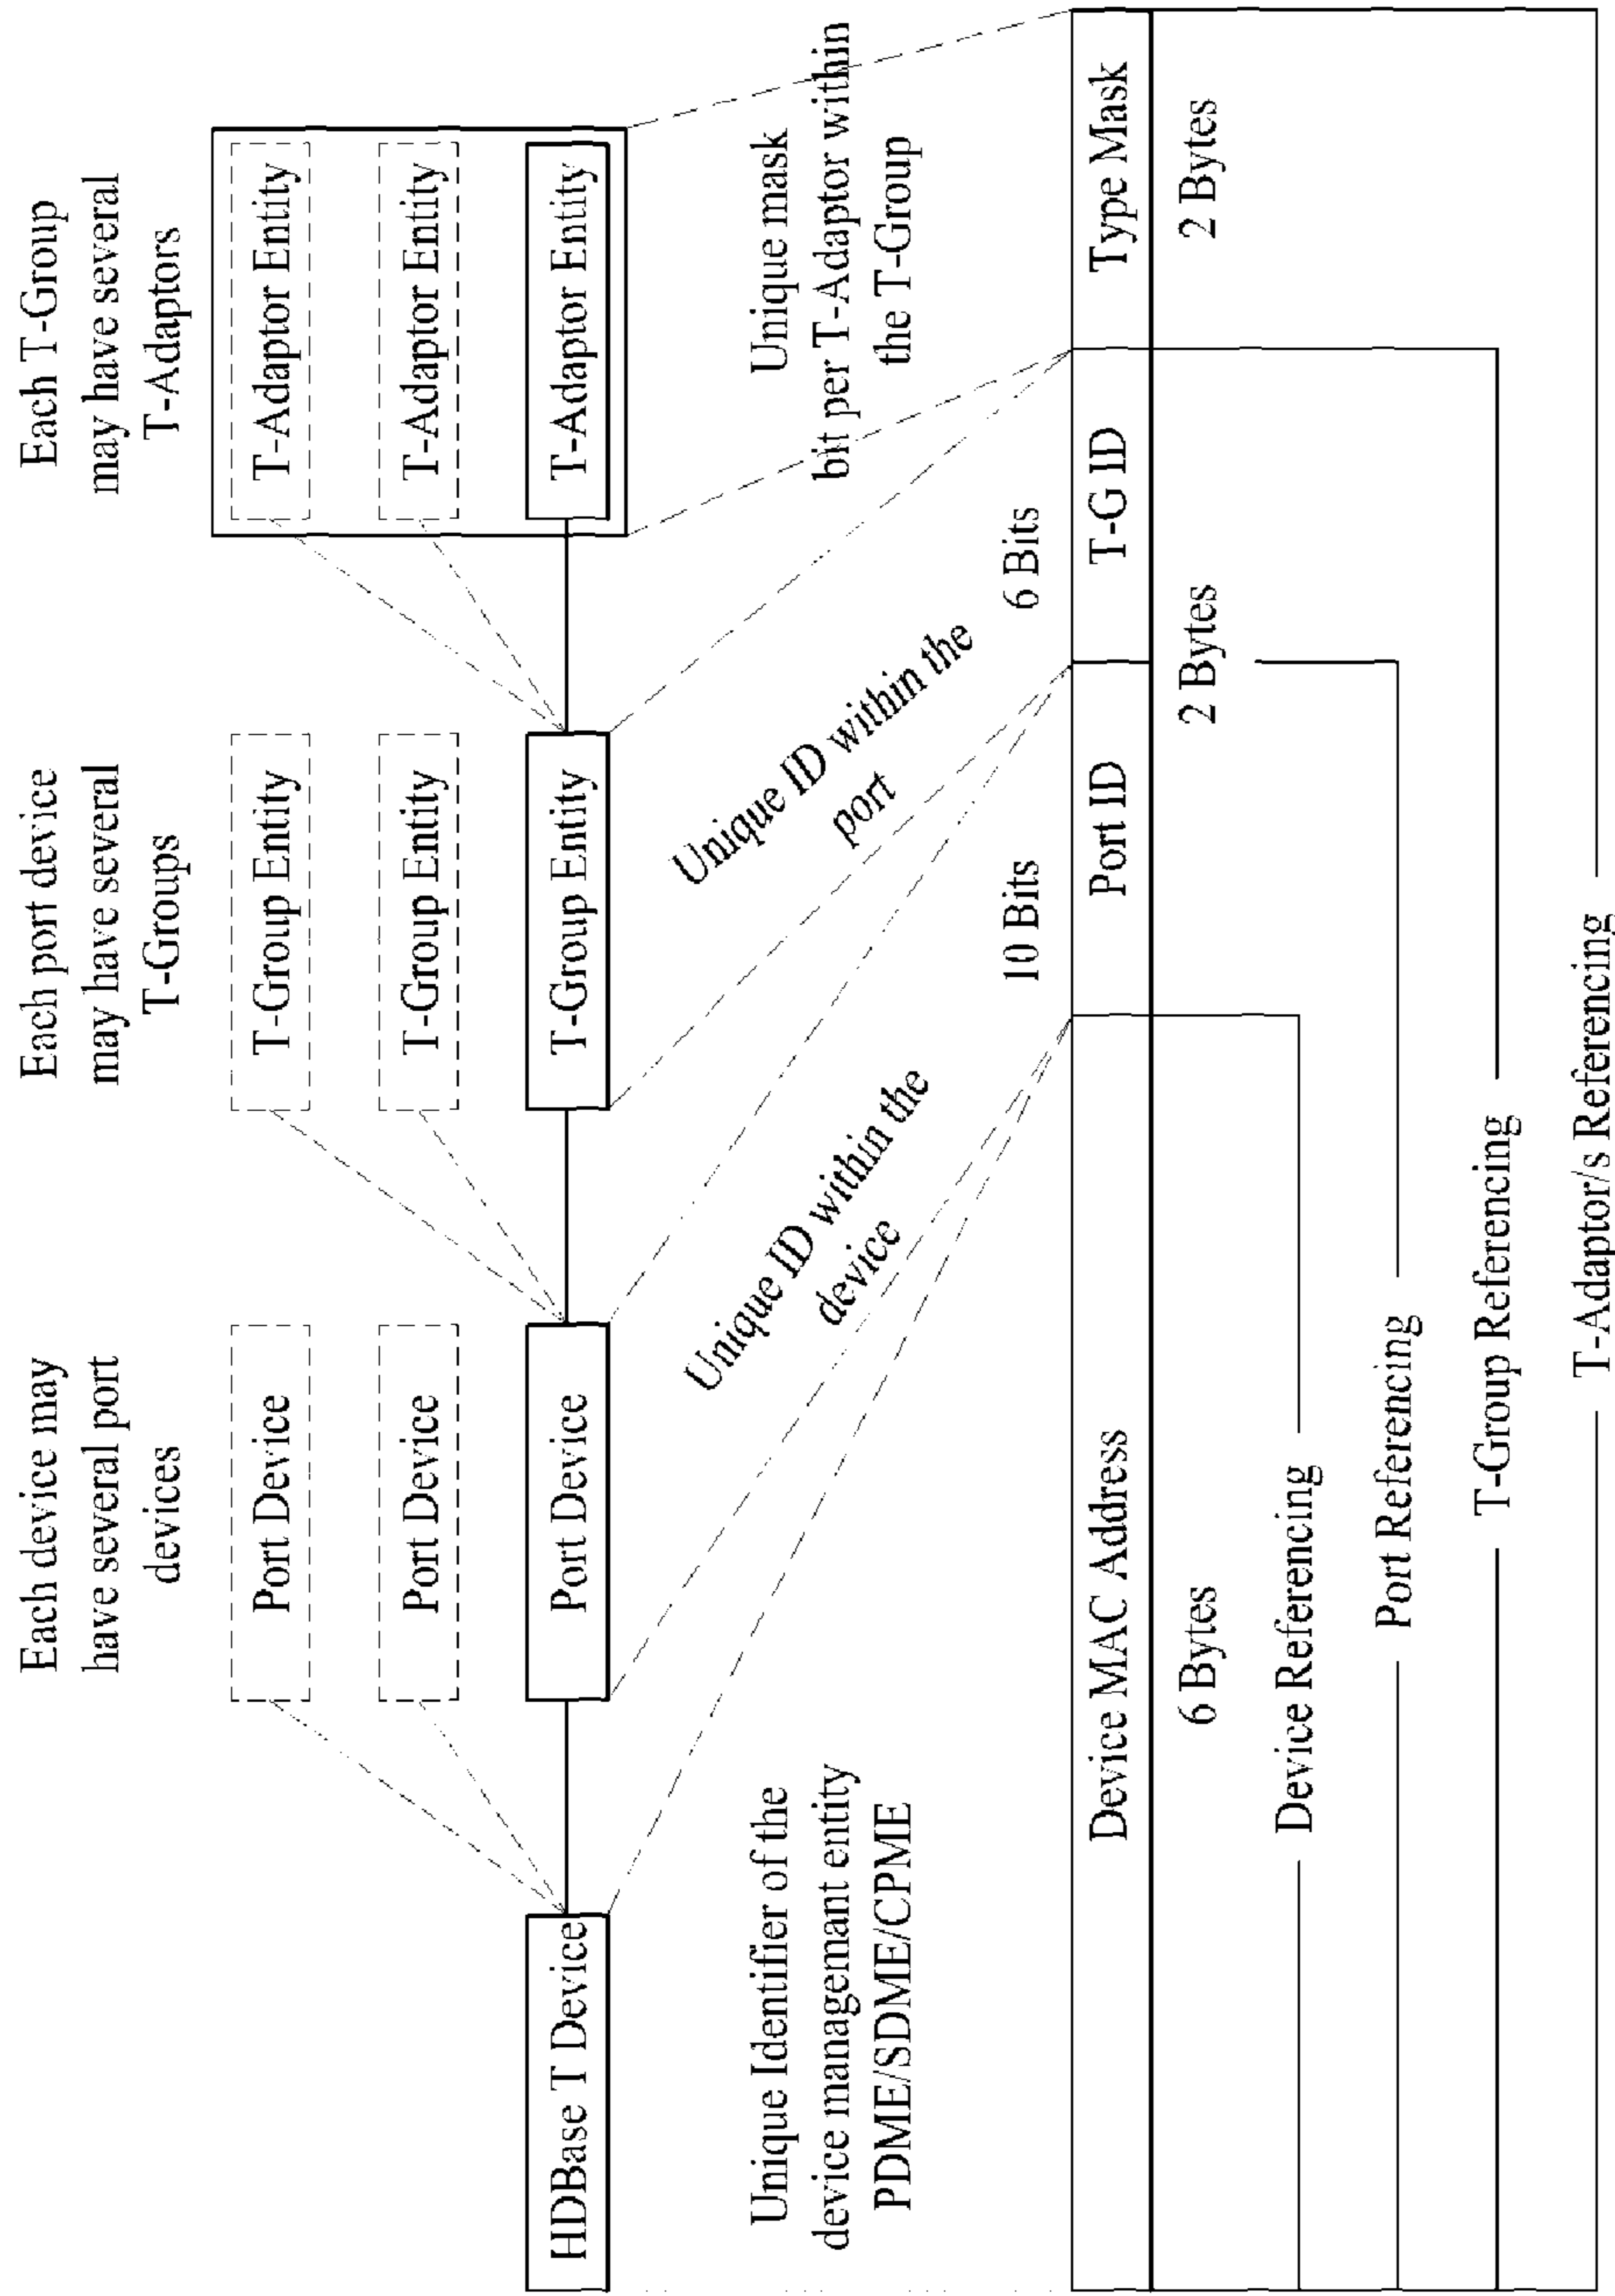 Each device may
have several port
devices
Each port device
may have several
T-Groups
Each T-Group
may have several
T-Adaptors
Port Device
T-Group Entity
T-Adaptor Entity
Port Device
T-Group Entity
T-Adaptor Entity
HDBase T Device
Port Device
T-Group Entity
T-Adaptor Entity
Unique Identifier of the
device managemant entity
PDME/SDME/CPME
Unique ID within the
device
Unique ID within the
port
Unique mask
bit per T-Adaptor within
the T-Group
10 Bits
6 Bits
Device MAC Address
Port ID
T-G ID
Type Mask
6 Bytes
2 Bytes
2 Bytes
Device Referencing
Port Referencing
T-Group Referencing
T-Adaptor/s Referencing